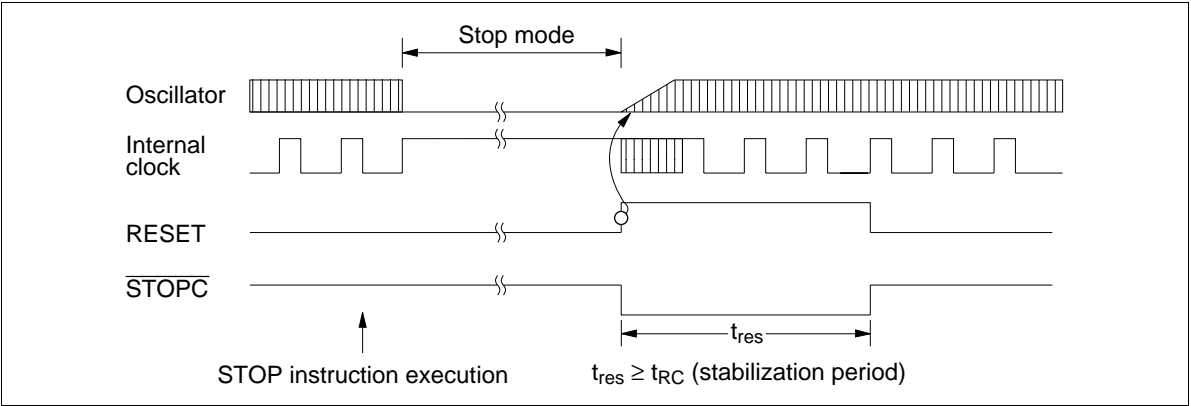 Stop mode
Oscillator
Internal
clock
RESET
STOPC
tres
STOP instruction execution
tres ≥ tRC (stabilization period)